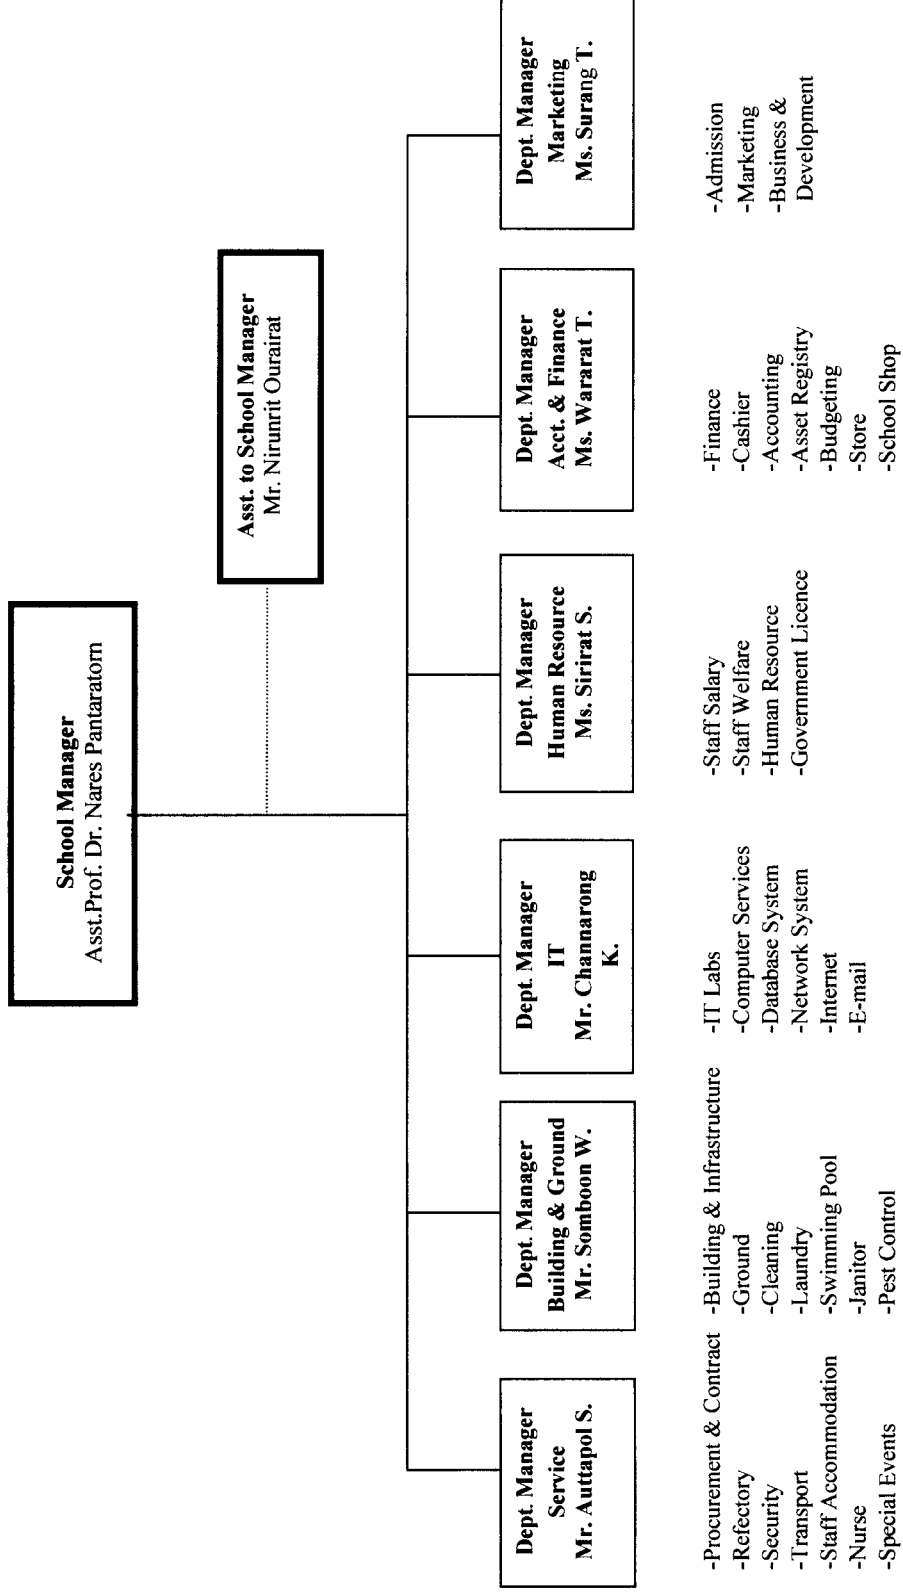 School Manager
Asst.Prof. Dr. Nares Pantaratorn
Asst. to School Manager
Mr. Nirunrit Ourairat
Dept. Manager
Service
Mr. Auttapol S.
Dept. Manager
Building & Ground
Mr. Somboon W.
Dept. Manager
IT
Mr. Channarong
K.
Dept. Manager
Human Resource
Ms. Sirirat S.
Dept. Manager
Acct. & Finance
Ms. Wararat T.
Dept. Manager
Marketing
Ms. Surang T.
-Procurement & Contract
-Refectory
-Security
-Transport
-Staff Accommodation
-Nurse
-Special Events
-Building & Infrastructure
-Ground
-Cleaning
-Laundry
-Swimming Pool
-Janitor
-Pest Control
-IT Labs
-Computer Services
-Database System
-Network System
-Internet
-E-mail
-Staff Salary
-Staff Welfare
-Human Resource
-Government Licence
-Finance
-Cashier
-Accounting
-Asset Registry
-Budgeting
-Store
-School Shop
-Admission
-Marketing
-Business &
Development